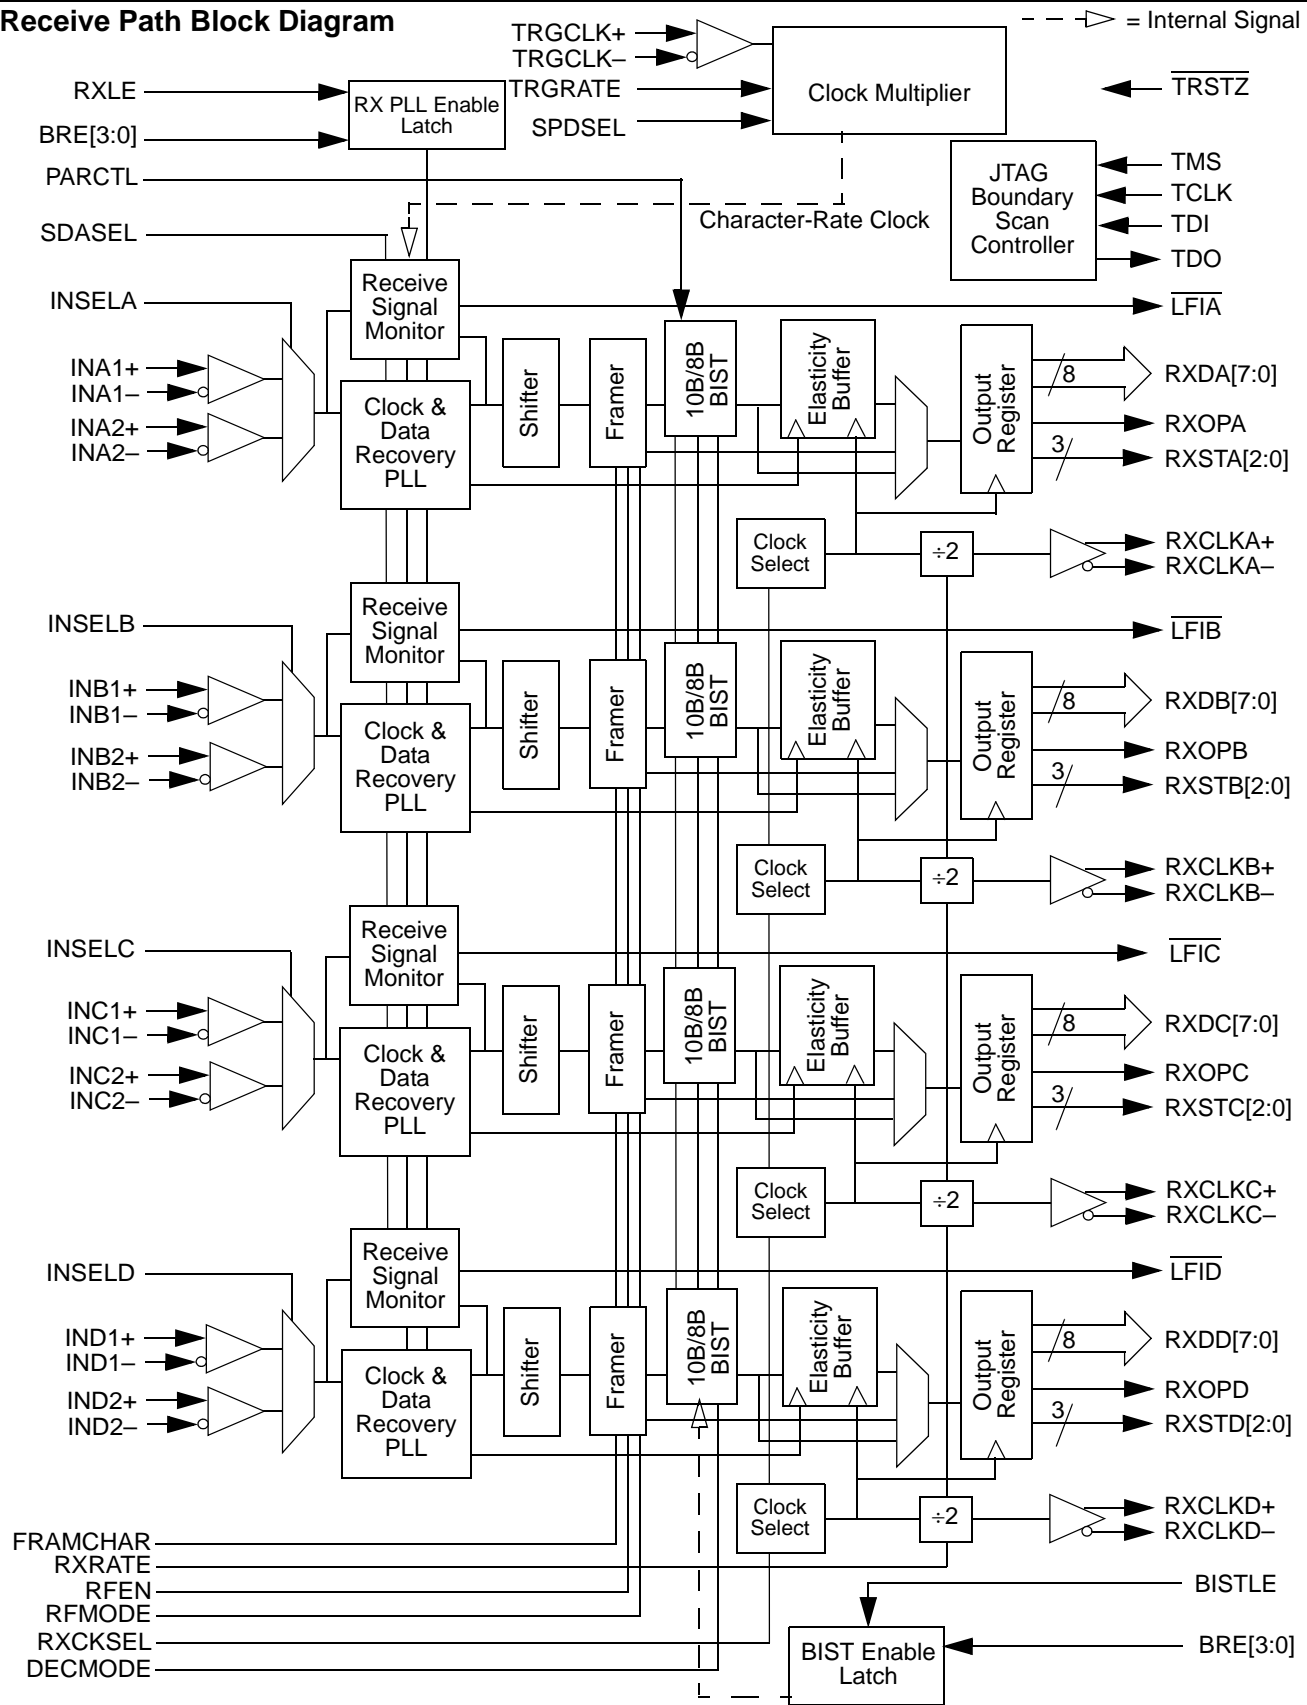 Receive Path Block Diagram
= Internal Signal
TRGCLK+
TRGCLK–
TRGRATE
SPDSEL
Clock Multiplier
TRSTZ
RXLE
BRE[3:0]
RX PLL Enable
Latch
PARCTL
SDASEL
Character-Rate Clock
JTAG
Boundary
Scan
Controller
TMS
TCLK
TDI
TDO
INSELA
INA1+
INA1–
INA2+
INA2–
Receive
Signal
Monitor
Clock &
Data
Recovery
PLL
Shifter
Framer
10B/8B
BIST
Elasticity
Buffer
Output
Register
LFIA
8
RXDA[7:0]
RXOPA
3
RXSTA[2:0]
Clock
Select
÷2
RXCLKA+
RXCLKA–
INSELB
INB1+
INB1–
INB2+
INB2–
Receive
Signal
Monitor
Clock &
Data
Recovery
PLL
Shifter
Framer
10B/8B
BIST
Elasticity
Buffer
Output
Register
LFIB
8
RXDB[7:0]
RXOPB
3
RXSTB[2:0]
Clock
Select
÷2
RXCLKB+
RXCLKB–
INSELC
INC1+
INC1–
INC2+
INC2–
Receive
Signal
Monitor
Clock &
Data
Recovery
PLL
Shifter
Framer
10B/8B
BIST
Elasticity
Buffer
Output
Register
LFIC
8
RXDC[7:0]
RXOPC
3
RXSTC[2:0]
Clock
Select
÷2
RXCLKC+
RXCLKC–
INSELD
IND1+
IND1–
IND2+
IND2–
Receive
Signal
Monitor
Clock &
Data
Recovery
PLL
Shifter
Framer
10B/8B
BIST
Elasticity
Buffer
Output
Register
LFID
8
RXDD[7:0]
RXOPD
3
RXSTD[2:0]
Clock
Select
÷2
RXCLKD+
RXCLKD–
FRAMCHAR
RXRATE
RFEN
RFMODE
RXCKSEL
DECMODE
BISTLE
BIST Enable
Latch
BRE[3:0]